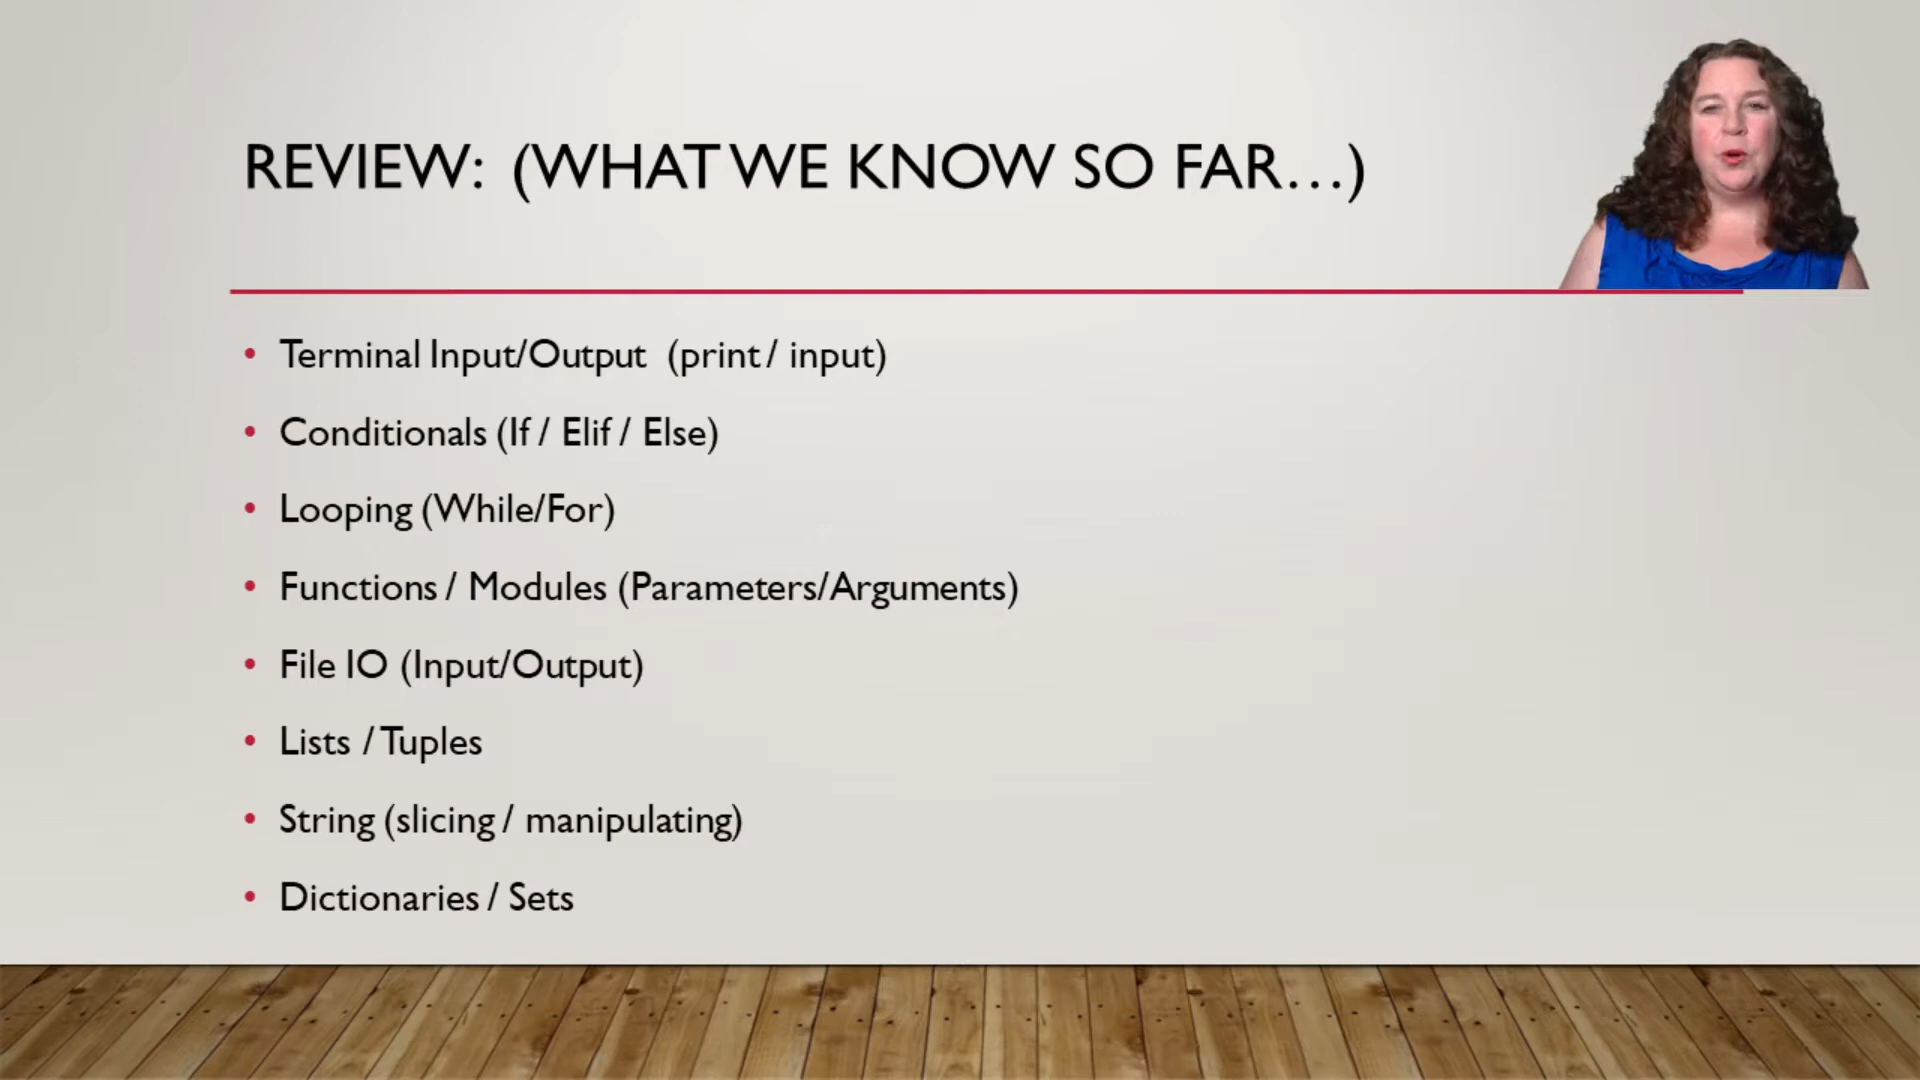 REVIEW: (WHAT WE KNOW SO FAR...)
• Terminal Input/Output (print / input)
• Conditionals (If / Elif / Else)
• Looping (While/For)
• Functions / Modules (Parameters/Arguments)
• File IO (Input/Output)
• Lists / Tuples
• String (slicing / manipulating)
• Dictionaries / Sets